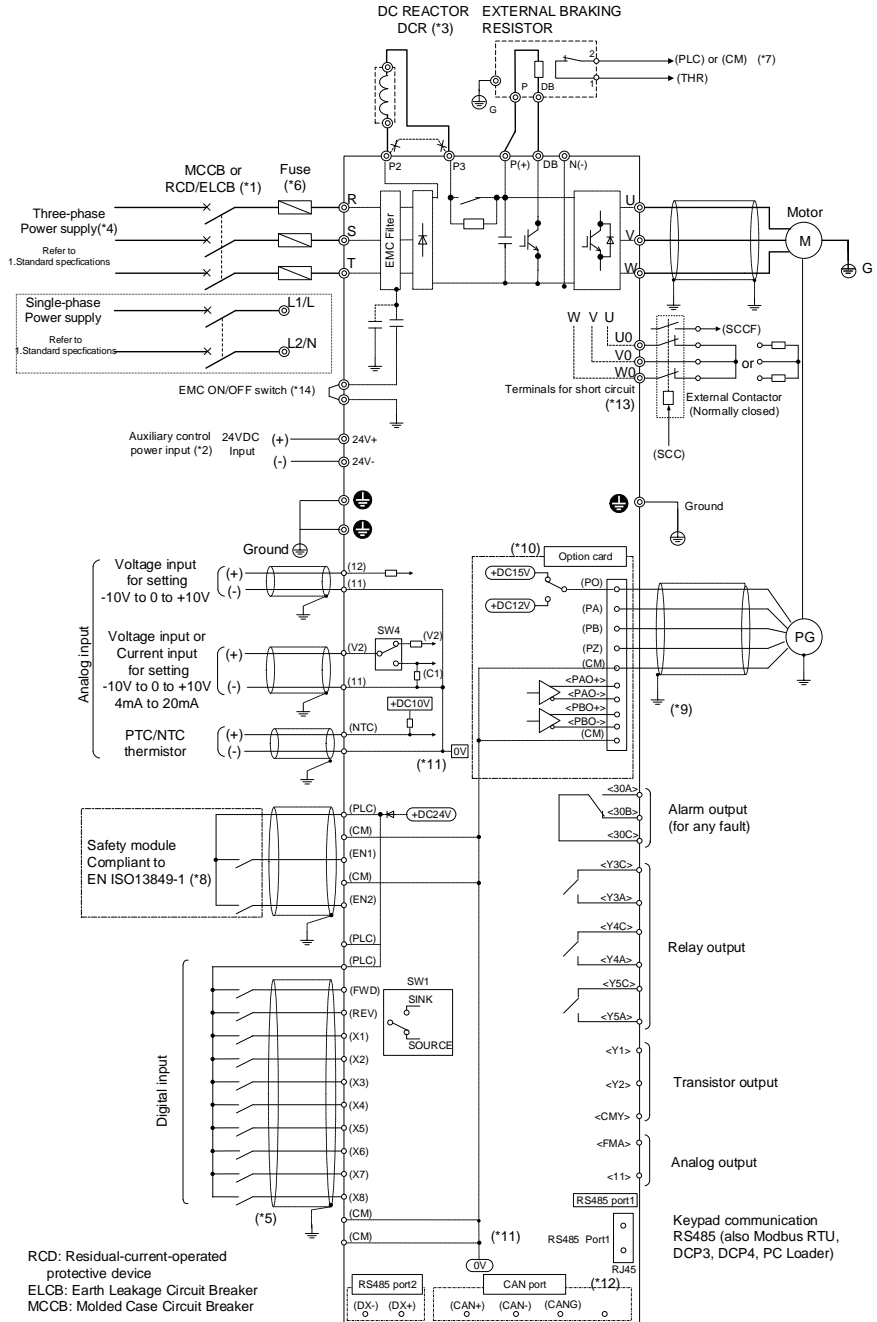 DC REACTOR
DCR (*3)
EXTERNAL BRAKING
RESISTOR
2
(PLC) or (CM) (*7)
1
(THR)
P
DB
G
P2
P3
P(+)
DB
N(-)
MCCB or
RCD/ELCB (*1)
Fuse
(*6)
Three-phase
Power supply(*4)
Refer to
1.Standard specfications
R
S
T
EMC Filter
U
V
W
Motor
M
G
Single-phase
Power supply
Refer to
1.Standard specfications
L1/L
L2/N
W V U
U0
V0
W0
Terminals for short circuit
(*13)
(SCCF)
or
External Contactor
(Normally closed)
(SCC)
EMC ON/OFF switch (*14)
Auxiliary control
power input (*2)
24VDC
Input
(+)
(-)
24V+
24V-
Ground
Ground
Analog input
Voltage input
for setting
-10V to 0 to +10V
(+)
(-)
(12)
(11)
Voltage input or
Current input
for setting
-10V to 0 to +10V
4mA to 20mA
(+)
(-)
(V2)
(11)
SW4
(V2)
(C1)
+DC10V
PTC/NTC
thermistor
(+)
(-)
(NTC)
(*11)
0V
(*10)
Option card
+DC15V
+DC12V
(PO)
(PA)
(PB)
(PZ)
(CM)
<PAO+>
<PAO->
<PBO+>
<PBO->
(CM)
PG
(*9)
Safety module
Compliant to
EN ISO13849-1 (*8)
(PLC)
+DC24V
(CM)
(EN1)
(CM)
(EN2)
(PLC)
(PLC)
<30A>
<30B>
<30C>
Alarm output
(for any fault)
<Y3C>
<Y3A>
<Y4C>
<Y4A>
<Y5C>
<Y5A>
Relay output
Digital input
(FWD)
(REV)
(X1)
(X2)
(X3)
(X4)
(X5)
(X6)
(X7)
(X8)
(CM)
(CM)
(*5)
SW1
SINK
SOURCE
<Y1>
<Y2>
<CMY>
Transistor output
<FMA>
<11>
Analog output
RS485 port1
RS485 Port1
RJ45
Keypad communication
RS485 (also Modbus RTU,
DCP3, DCP4, PC Loader)
(*11)
0V
(*12)
RS485 port2
(DX-) (DX+)
CAN port
(CAN+) (CAN-) (CANG)
RCD: Residual-current-operated
protective device
ELCB: Earth Leakage Circuit Breaker
MCCB: Molded Case Circuit Breaker